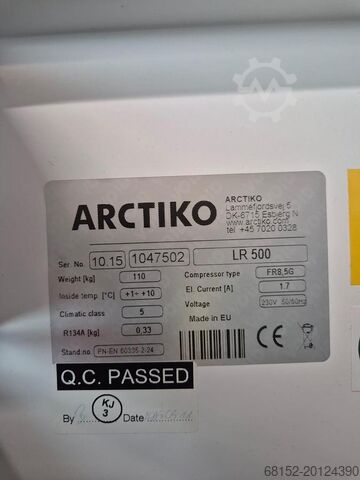 ARCTIKO
ARCTIKO
Lammefjordsvej 5
DK-6715 Esbjerg N
www.arctiko.com
tel +45 7020 0328
Ser. No 10.15 1047502 LR 500
Weight [kg] 110 Compressor type FR8,5G
Inside temp. [°C] +1÷ +10 El. Current [A] 1.7
Climatic class 5 Voltage 230V 50/60Hz
R134A [kg] 0,33 Made in EU
Stand.no PN-EN 60335-2-24 CE
Q.C. PASSED
By KJ 3 Date
68152-20124390